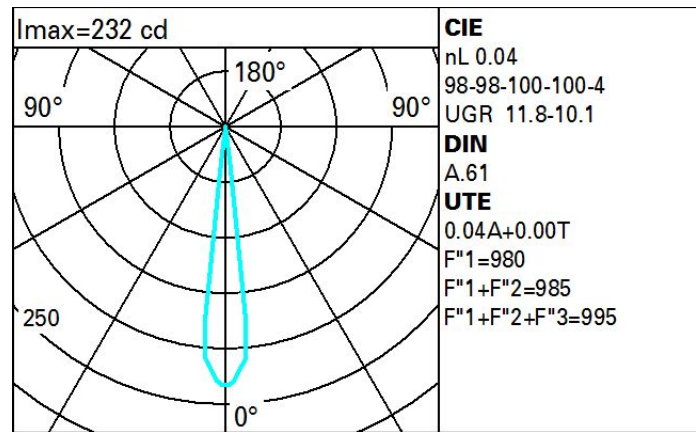 Imax=232 cd
180°
90°
90°
250
0°
CIE
nL 0.04
98-98-100-100-4
UGR 11.8-10.1
DIN
A.61
UTE
0.04A+0.00T
F"1=980
F"1+F"2=985
F"1+F"2+F"3=995